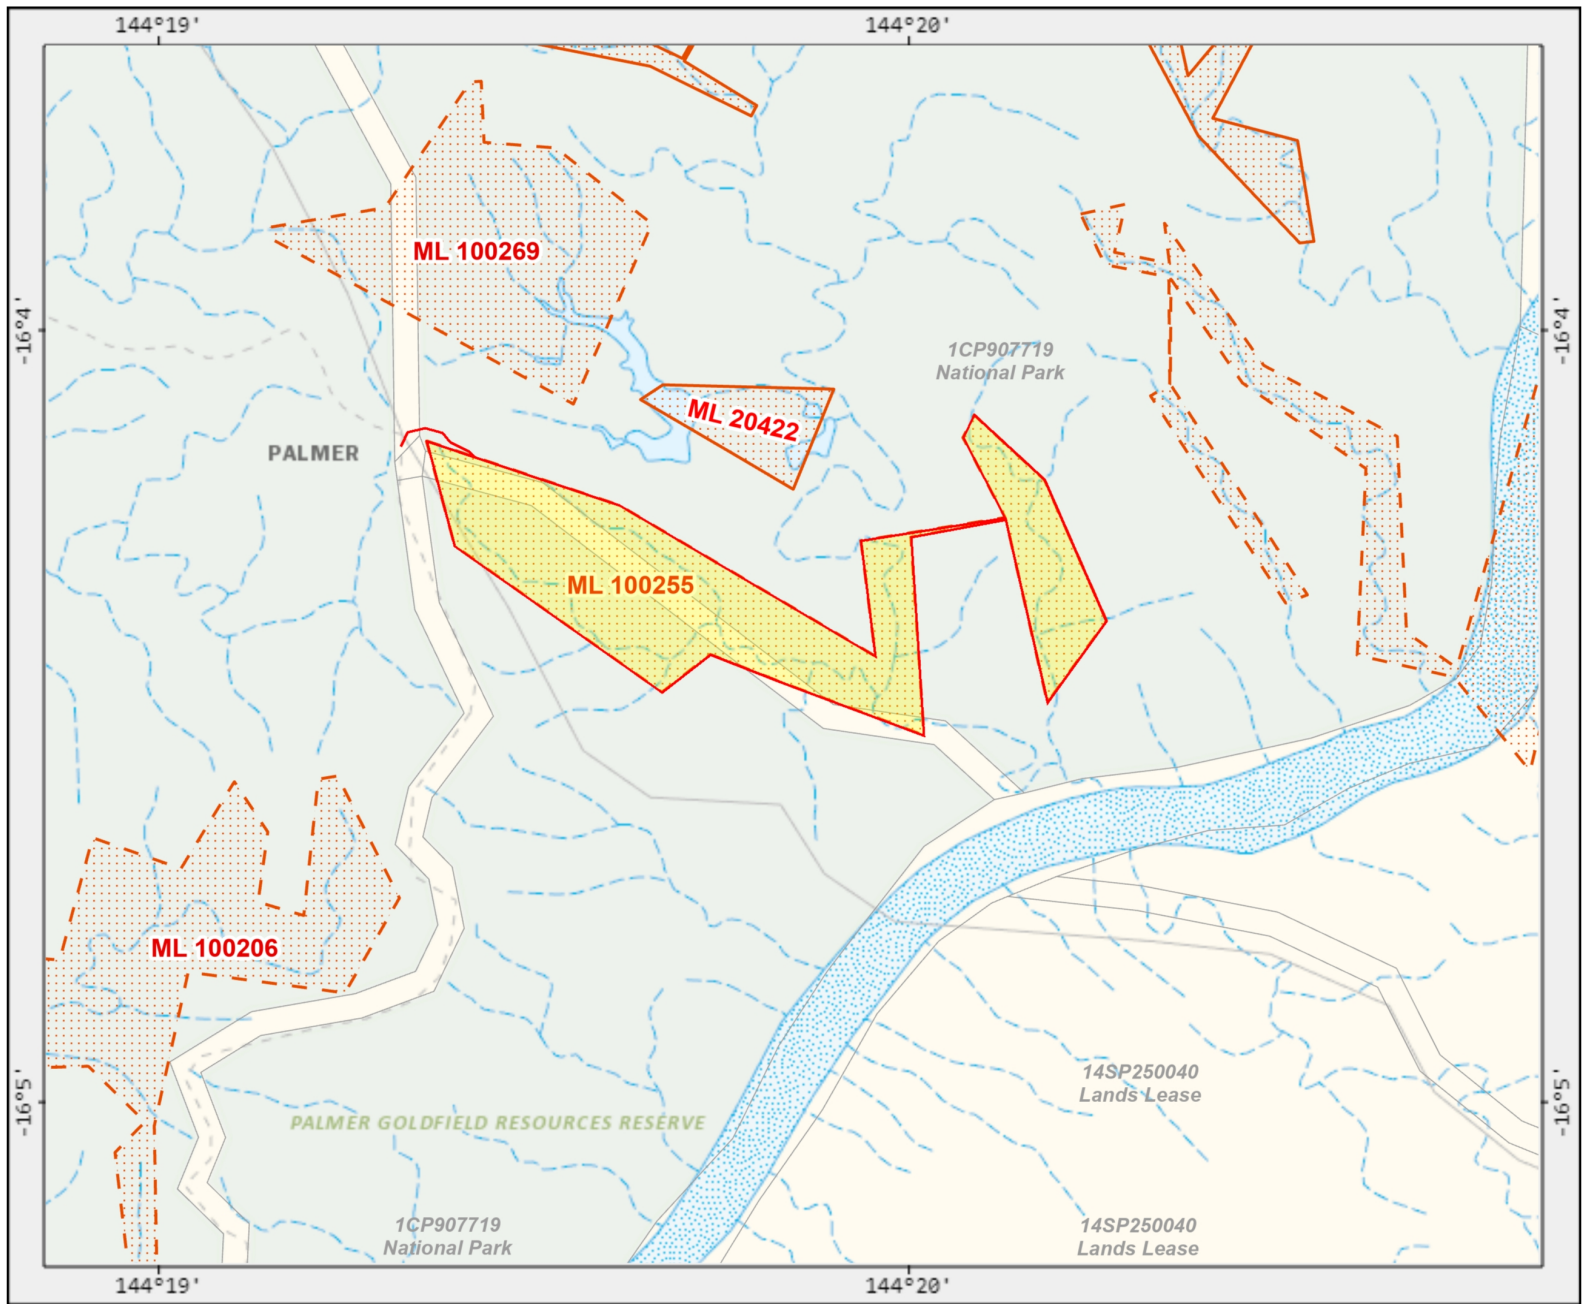 144°19'
144°20'
ML 100269
-16°4'
-16°4'
1CP907719
National Park
ML 20422
PALMER
ML 100255
ML 100206
14SP250040
Lands Lease
-16°5'
-16°5'
PALMER GOLDFIELD RESOURCES RESERVE
1CP907719
National Park
14SP250040
Lands Lease
144°19'
144°20'